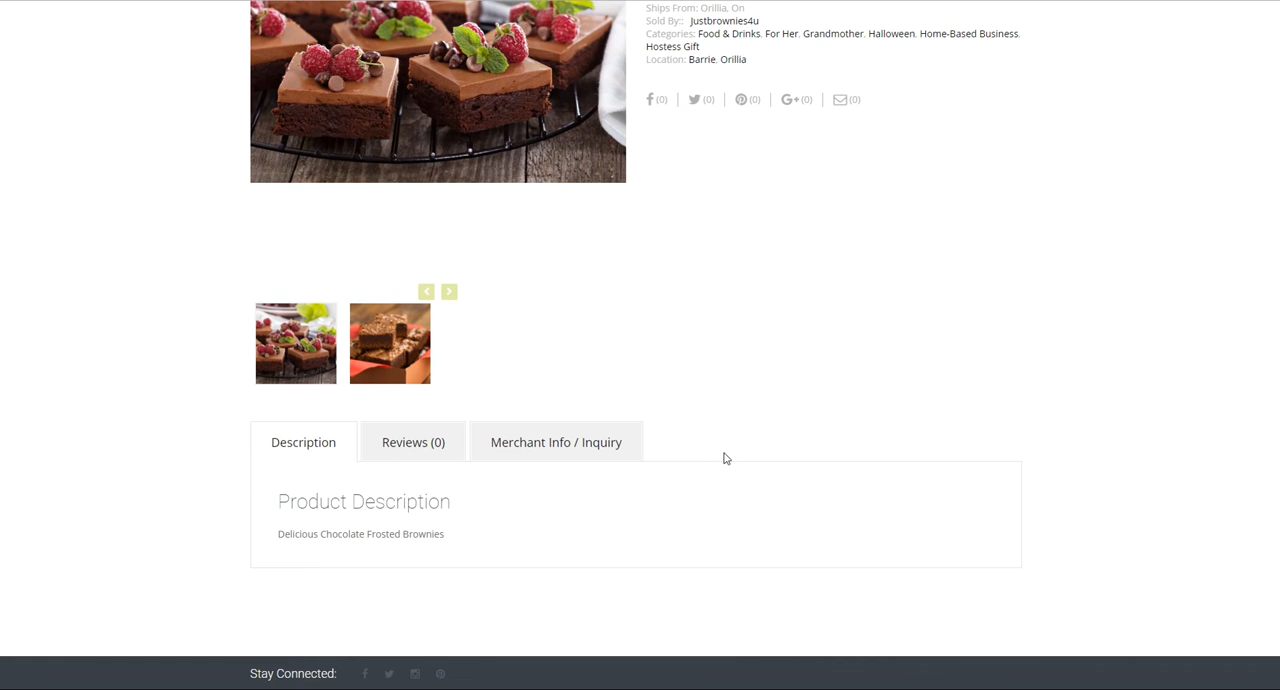 Ships From: Orillia, On
Sold By:: Justbrownies4u
Categories: Food & Drinks, For Her, Grandmother, Halloween, Home-Based Business,
Hostess Gift
Location: Barrie, Orillia
(0) (0) (0) G+ (0) (0)
Description Reviews (0) Merchant Info / Inquiry
Product Description
Delicious Chocolate Frosted Brownies
Stay Connected: